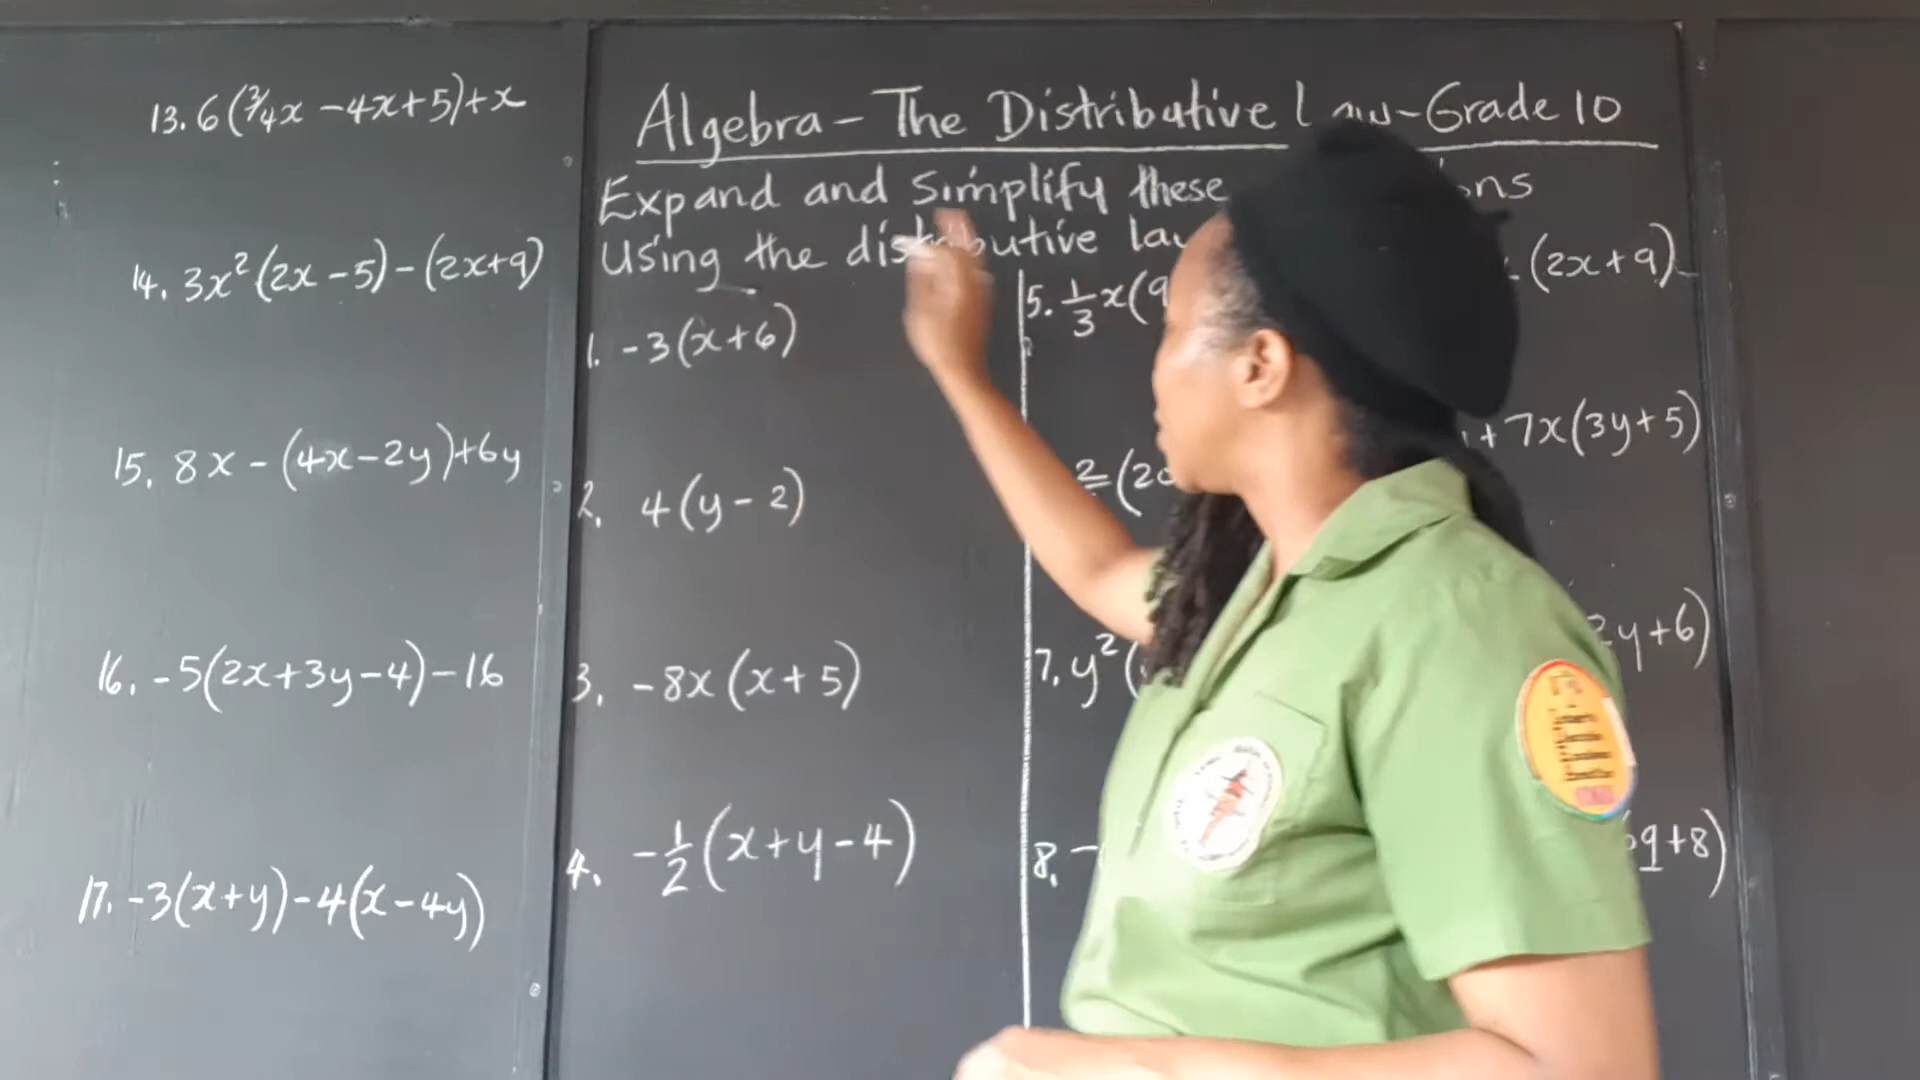 Algebra - The Distributive Law - Grade 10
Expand and Simplify these
Using the distributive
1. -3(x+6)
2. 4(y-2)
3. -8x(x+5)
4. -½(x+y-4)
5. ⅓x(9
(20
7. y²(
8. -
(2x+9)-
+7x(3y+5)
2y+6)
q+8)
13. 6(¾x-4x+5)+x
14. 3x²(2x-5)-(2x+9)
15. 8x-(4x-2y)+6y
16. -5(2x+3y-4)-16
17. -3(x+y)-4(x-4y)